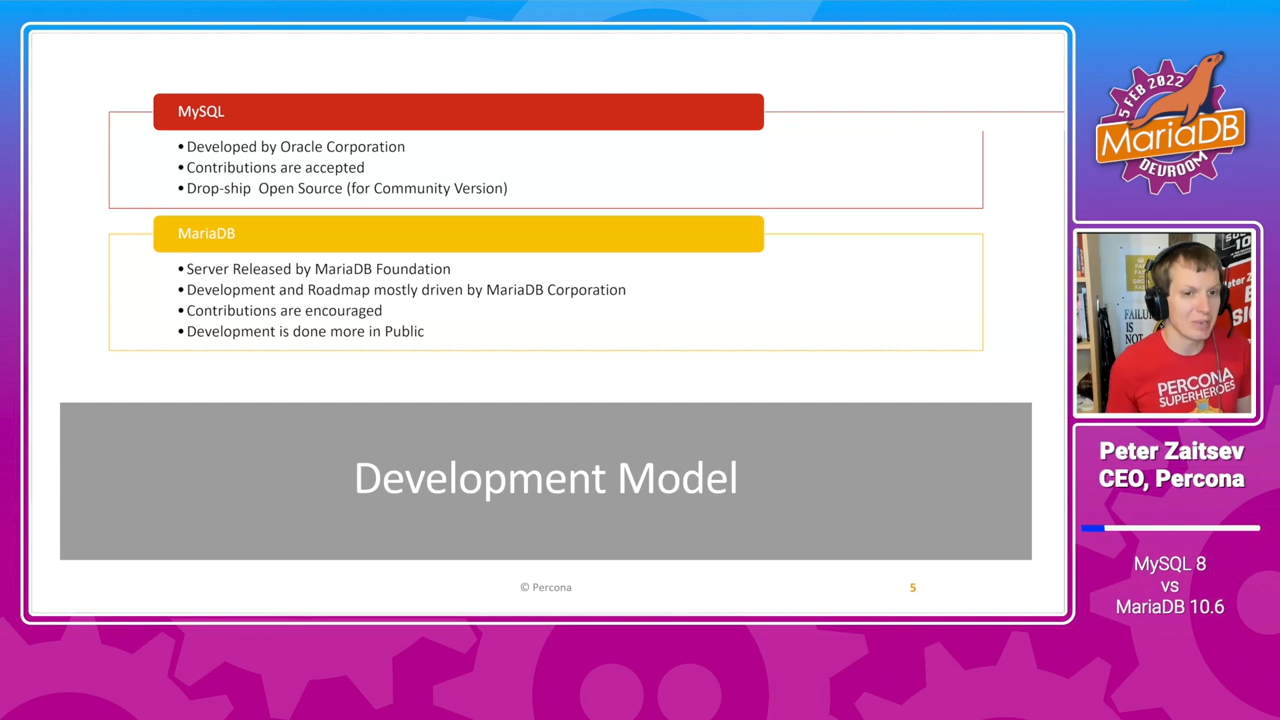 MySQL
•Developed by Oracle Corporation
•Contributions are accepted
•Drop-ship Open Source (for Community Version)
MariaDB
•Server Released by MariaDB Foundation
•Development and Roadmap mostly driven by MariaDB Corporation
•Contributions are encouraged
•Development is done more in Public
Development Model
© Percona
5
5 FEB 2022
MariaDB
DEVROOM
FAILURE
IS
NOT
PERCONA
SUPERHEROES
Peter Zaitsev
CEO, Percona
MySQL 8
vs
MariaDB 10.6